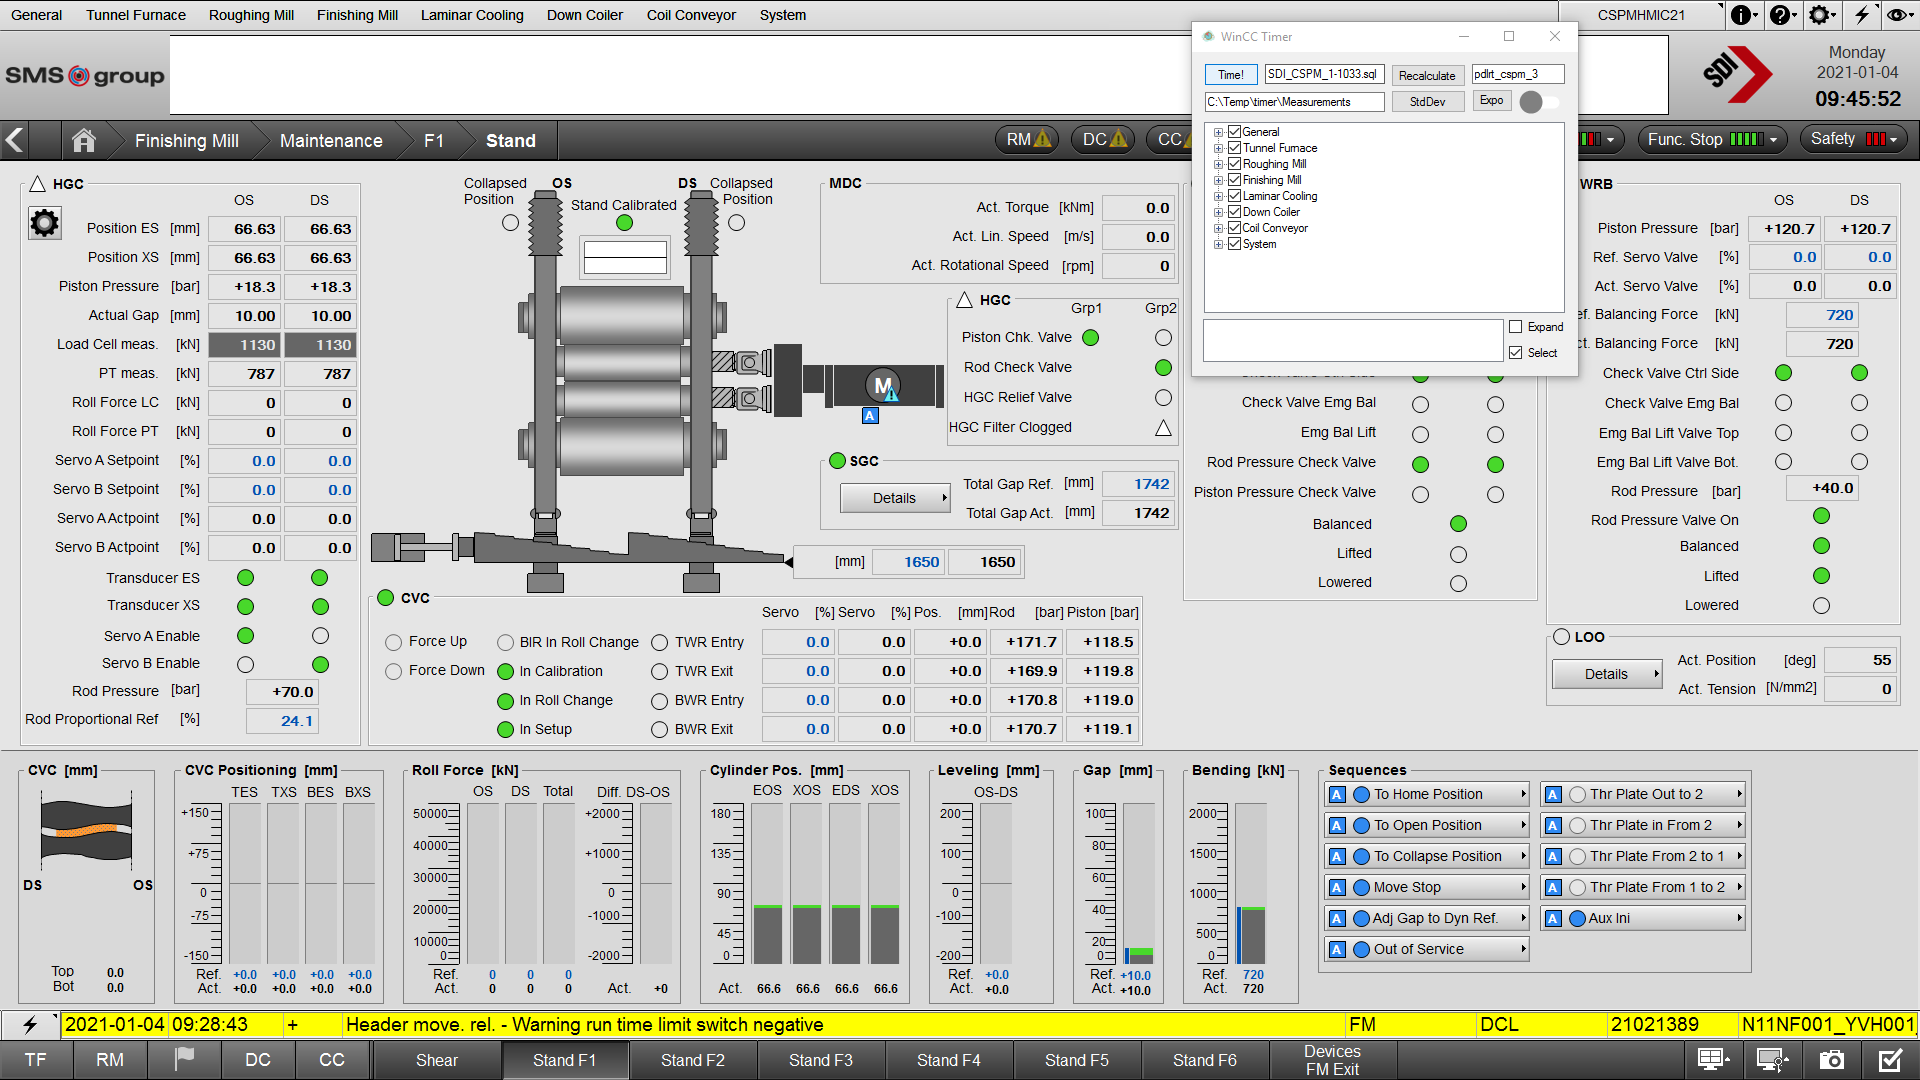 General Tunnel Furnace Roughing Mill Finishing Mill Laminar Cooling Down Coiler Coil Conveyor System CSPMHMIC21
SMS group
SDI
Monday
2021-01-04
09:45:52
WinCC Timer
Time! SDI_CSPM_1-1033.sql Recalculate pdlrt_cspm_3
C:\Temp\timer\Measurements StdDev Expo
General
Tunnel Furnace
Roughing Mill
Finishing Mill
Laminar Cooling
Down Coiler
Coil Conveyor
System
Expand
Select
Finishing Mill Maintenance F1 Stand RM DC CC Func. Stop Safety
HGC
OS DS
Position ES [mm] 66.63 66.63
Position XS [mm] 66.63 66.63
Piston Pressure [bar] +18.3 +18.3
Actual Gap [mm] 10.00 10.00
Load Cell meas. [kN] 1130 1130
PT meas. [kN] 787 787
Roll Force LC [kN] 0 0
Roll Force PT [kN] 0 0
Servo A Setpoint [%] 0.0 0.0
Servo B Setpoint [%] 0.0 0.0
Servo A Actpoint [%] 0.0 0.0
Servo B Actpoint [%] 0.0 0.0
Transducer ES
Transducer XS
Servo A Enable
Servo B Enable
Rod Pressure [bar] +70.0
Rod Proportional Ref [%] 24.1
Collapsed Position OS
Stand Calibrated
DS Collapsed Position
M
A
MDC
Act. Torque [kNm] 0.0
Act. Lin. Speed [m/s] 0.0
Act. Rotational Speed [rpm] 0
HGC Grp1 Grp2
Piston Chk. Valve
Rod Check Valve
HGC Relief Valve
HGC Filter Clogged
SGC
Details
Total Gap Ref. [mm] 1742
Total Gap Act. [mm] 1742
[mm] 1650 1650
CVC
Servo [%] Servo [%] Pos. [mm] Rod [bar] Piston [bar]
Force Up BIR In Roll Change TWR Entry 0.0 0.0 +0.0 +171.7 +118.5
Force Down In Calibration TWR Exit 0.0 0.0 +0.0 +169.9 +119.8
In Roll Change BWR Entry 0.0 0.0 +0.0 +170.8 +119.0
In Setup BWR Exit 0.0 0.0 +0.0 +170.7 +119.1
Check Valve Emg Bal
Emg Bal Lift
Rod Pressure Check Valve
Piston Pressure Check Valve
Balanced
Lifted
Lowered
WRB
OS DS
Piston Pressure [bar] +120.7 +120.7
Ref. Servo Valve [%] 0.0 0.0
Act. Servo Valve [%] 0.0 0.0
ef. Balancing Force [kN] 720
ct. Balancing Force [kN] 720
Check Valve Ctrl Side
Check Valve Emg Bal
Emg Bal Lift Valve Top
Emg Bal Lift Valve Bot.
Rod Pressure [bar] +40.0
Rod Pressure Valve On
Balanced
Lifted
Lowered
LOO
Details
Act. Position [deg] 55
Act. Tension [N/mm2] 0
CVC [mm]
DS OS
Top 0.0
Bot 0.0
CVC Positioning [mm]
TES TXS BES BXS
+150
+75
0
-75
-150
Ref. +0.0 +0.0 +0.0 +0.0
Act. +0.0 +0.0 +0.0 +0.0
Roll Force [kN]
OS DS Total Diff. DS-OS
50000 +2000
40000
+1000
30000
20000 0
-1000
10000
0 -2000
Ref. 0 0 0
Act. 0 0 0 Act. +0
Cylinder Pos. [mm]
EOS XOS EDS XOS
180
135
90
45
0
Act. 66.6 66.6 66.6 66.6
Leveling [mm]
OS-DS
200
100
0
-100
-200
Ref. +0.0
Act. +0.0
Gap [mm]
100
80
60
40
20
0
Ref. +10.0
Act. +10.0
Bending [kN]
2000
1500
1000
500
0
Ref. 720
Act. 720
Sequences
A To Home Position A Thr Plate Out to 2
A To Open Position A Thr Plate in From 2
A To Collapse Position A Thr Plate From 2 to 1
A Move Stop A Thr Plate From 1 to 2
A Adj Gap to Dyn Ref. A Aux Ini
A Out of Service
2021-01-04 09:28:43 + Header move. rel. - Warning run time limit switch negative FM DCL 21021389 N11NF001_YVH001
TF RM DC CC Shear Stand F1 Stand F2 Stand F3 Stand F4 Stand F5 Stand F6 Devices FM Exit